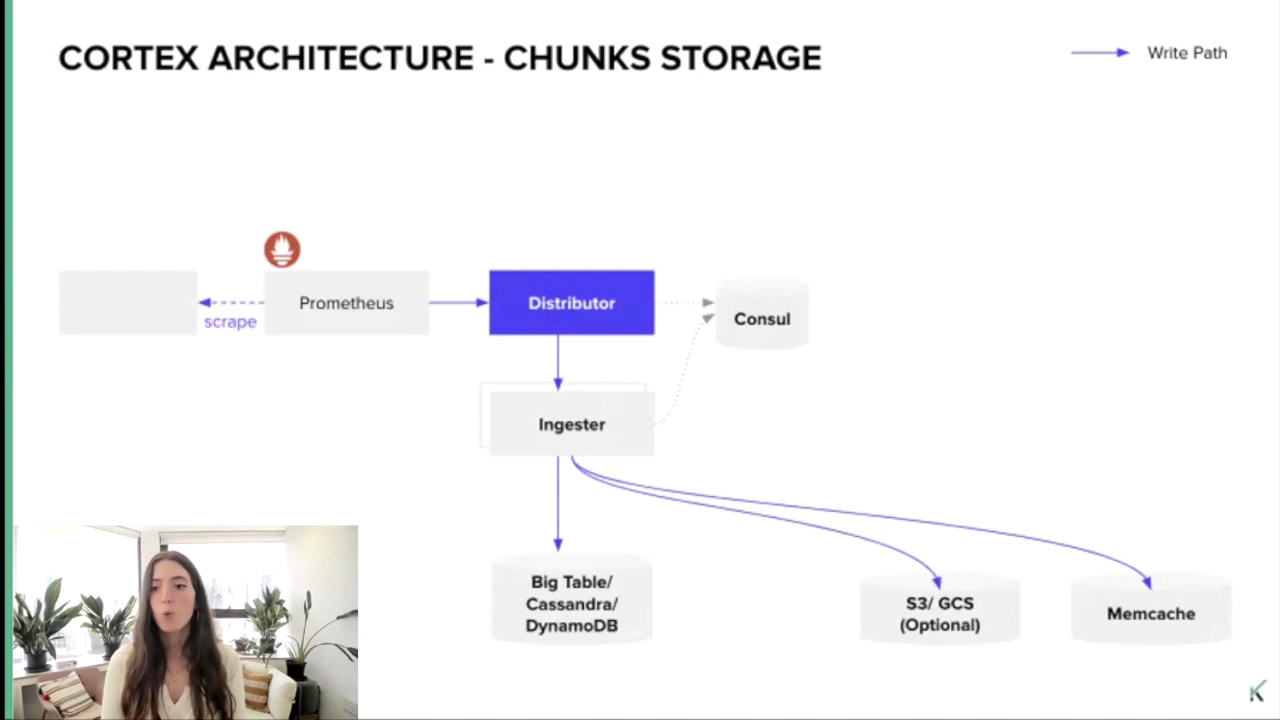 CORTEX ARCHITECTURE - CHUNKS STORAGE
Write Path
Prometheus
Distributor
scrape
Consul
Ingester
Big Table/
Cassandra/
DynamoDB
S3/ GCS
(Optional)
Memcache